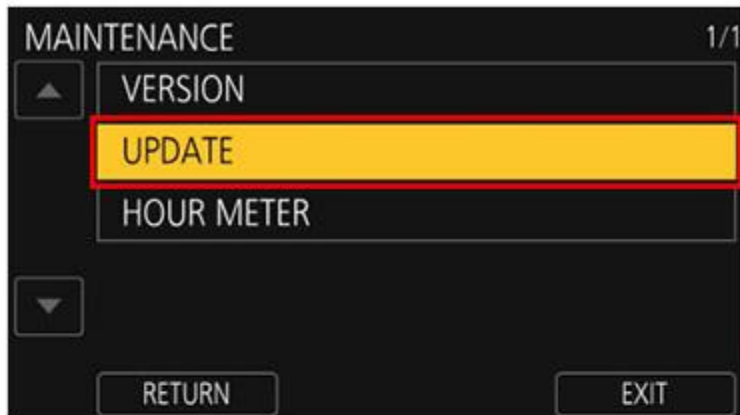 MAINTENANCE 1/1
VERSION
UPDATE
HOUR METER
RETURN EXIT